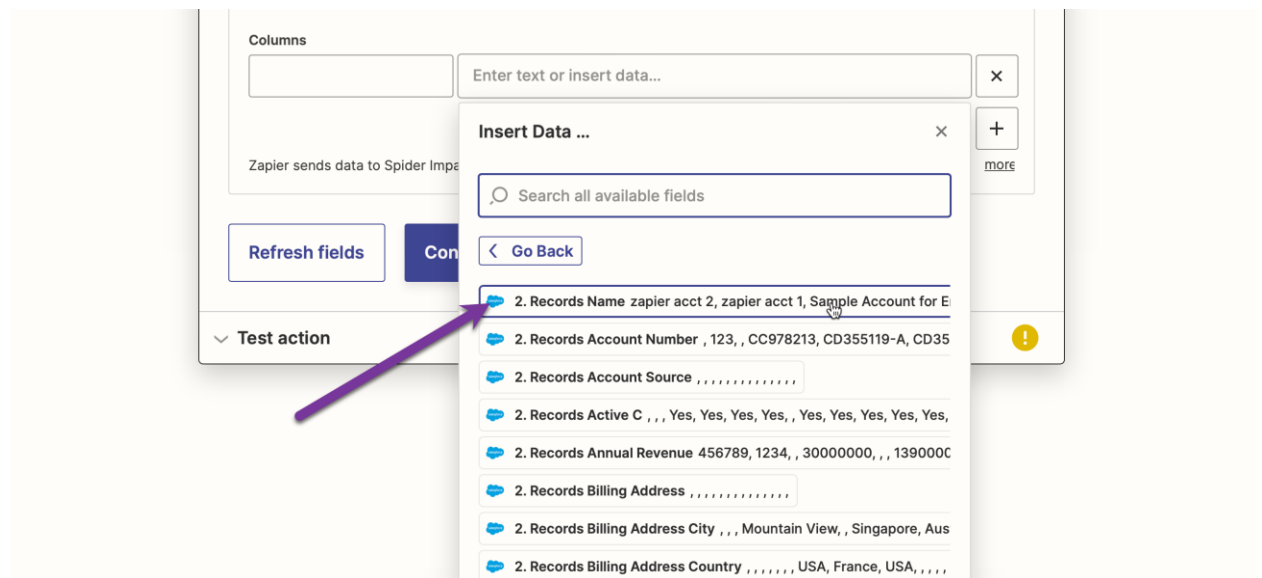 Columns
Enter text or insert data...
Insert Data ...
Zapier sends data to Spider
more
Search all available fields
Refresh fields
Go Back
2. Records Name zapier acct 2, zapier acct 1, Sample Account for
Test action
2. Records Account Number , 123, , CC978213, CD355119-A, CD35
2. Records Account Source , , , , , , , , , , , , , ,
2. Records Active C , , , Yes, Yes, Yes, Yes, , Yes, Yes, Yes, Yes, Yes,
2. Records Annual Revenue 456789, 1234, , 30000000, , , 1390000
2. Records Billing Address , , , , , , , , , , , , , ,
2. Records Billing Address City , , , Mountain View, , Singapore, Aus
2. Records Billing Address Country , , , , , , , USA, France, USA, , , , ,